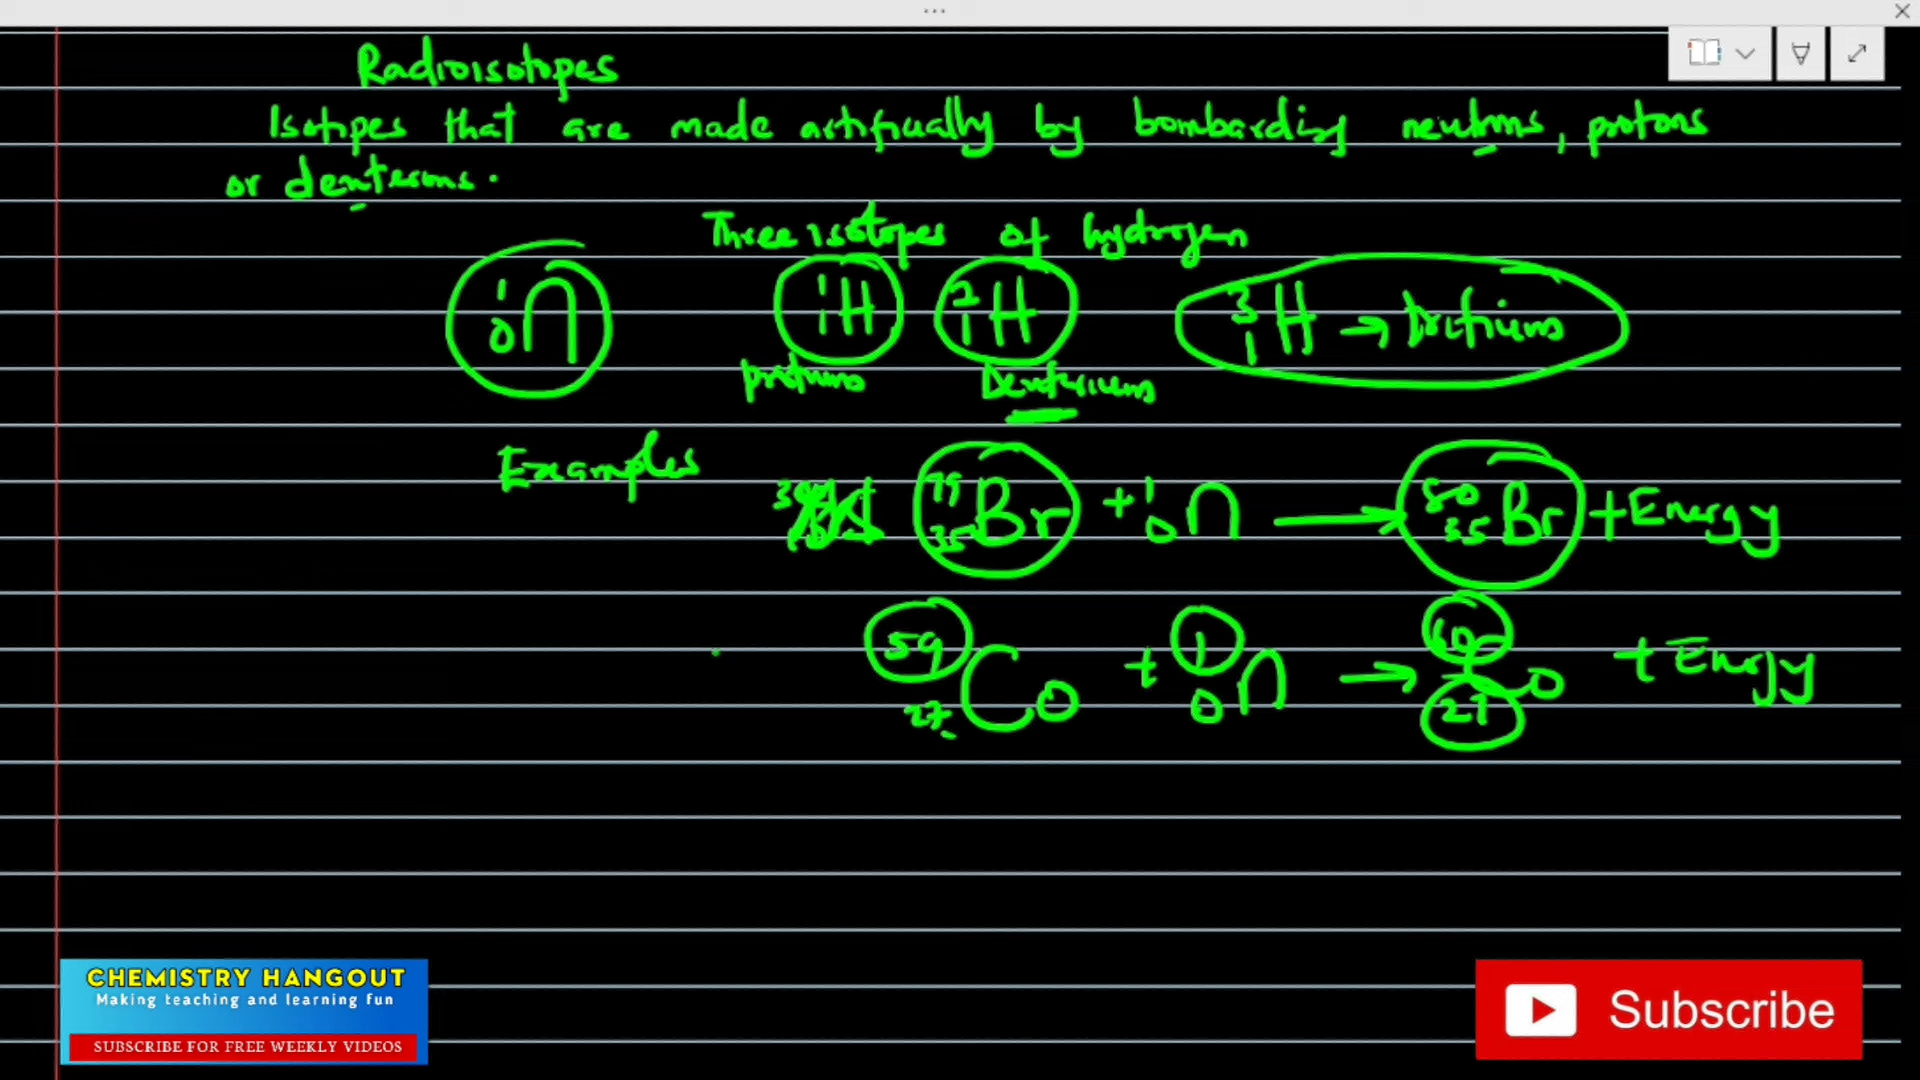 Radioisotopes
Isotopes that are made artificially by bombarding neutrons, protons
or deuterons.
Three isotopes of hydrogen
¹₀n ¹₁H ²₁H ³₁H → Tritium
Deuterium
Examples
⁷⁹₃₅Br + ¹₀n → ⁸⁰₃₅Br + Energy
⁵⁹₂₇Co + ¹₀n → ⁶⁰₂₇Co + Energy
CHEMISTRY HANGOUT
Making teaching and learning fun
SUBSCRIBE FOR FREE WEEKLY VIDEOS
Subscribe